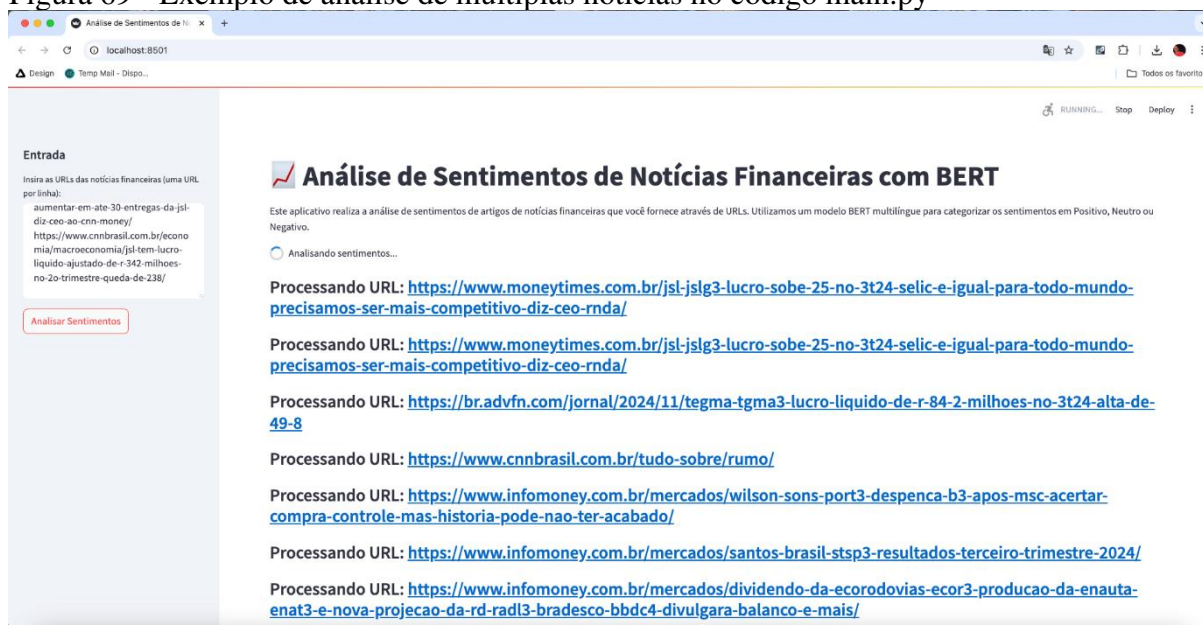 Figura 69 - Exemplo de análise de múltiplas notícias no código main.py
Análise de Sentimentos de No
localhost:8501
Design
Temp Mail - Dispo...
Todos os favorito
RUNNING...
Stop
Deploy
Entrada
Insira as URLs das notícias financeiras (uma URL
por linha):
aumentar-em-ate-30-entregas-da-jsl-
diz-ceo-ao-cnn-money/
https://www.cnnbrasil.com.br/econo
mia/macroeconomia/jsl-tem-lucro-
liquido-ajustado-de-r-342-milhoes-
no-2o-trimestre-queda-de-238/
Analisar Sentimentos
Análise de Sentimentos de Notícias Financeiras com BERT
Este aplicativo realiza a análise de sentimentos de artigos de notícias financeiras que você fornece através de URLs. Utilizamos um modelo BERT multilíngue para categorizar os sentimentos em Positivo, Neutro ou
Negativo.
Analisando sentimentos...
Processando URL: https://www.moneytimes.com.br/jsl-jslg3-lucro-sobe-25-no-3t24-selic-e-igual-para-todo-mundo-
precisamos-ser-mais-competitivo-diz-ceo-rnda/
Processando URL: https://www.moneytimes.com.br/jsl-jslg3-lucro-sobe-25-no-3t24-selic-e-igual-para-todo-mundo-
precisamos-ser-mais-competitivo-diz-ceo-rnda/
Processando URL: https://br.advfn.com/jornal/2024/11/tegma-tgma3-lucro-liquido-de-r-84-2-milhoes-no-3t24-alta-de-
49-8
Processando URL: https://www.cnnbrasil.com.br/tudo-sobre/rumo/
Processando URL: https://www.infomoney.com.br/mercados/wilson-sons-port3-despenca-b3-apos-msc-acertar-
compra-controle-mas-historia-pode-nao-ter-acabado/
Processando URL: https://www.infomoney.com.br/mercados/santos-brasil-stsp3-resultados-terceiro-trimestre-2024/
Processando URL: https://www.infomoney.com.br/mercados/dividendo-da-ecorodovias-ecor3-producao-da-enauta-
enat3-e-nova-projecao-da-rd-radl3-bradesco-bbdc4-divulgara-balanco-e-mais/